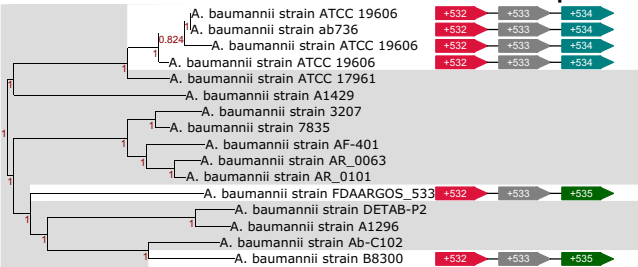 A. baumannii strain ATCC 19606 +532 +533 +534
A. baumannii strain ab736 +532 +533 +534
0.824 A. baumannii strain ATCC 19606 +532 +533 +534
1 A. baumannii strain ATCC 19606 +532 +533 +534
1 A. baumannii strain ATCC 17961
1 A. baumannii strain A1429
A. baumannii strain 3207
1 1 A. baumannii strain 7835
1 A. baumannii strain AF-401
1 A. baumannii strain AR_0063
1 A. baumannii strain AR_0101
A. baumannii strain FDAARGOS_533 +532 +533 +535
1 A. baumannii strain DETAB-P2
1 1 A. baumannii strain A1296
1 A. baumannii strain Ab-C102
1 1 A. baumannii strain B8300 +532 +533 +535